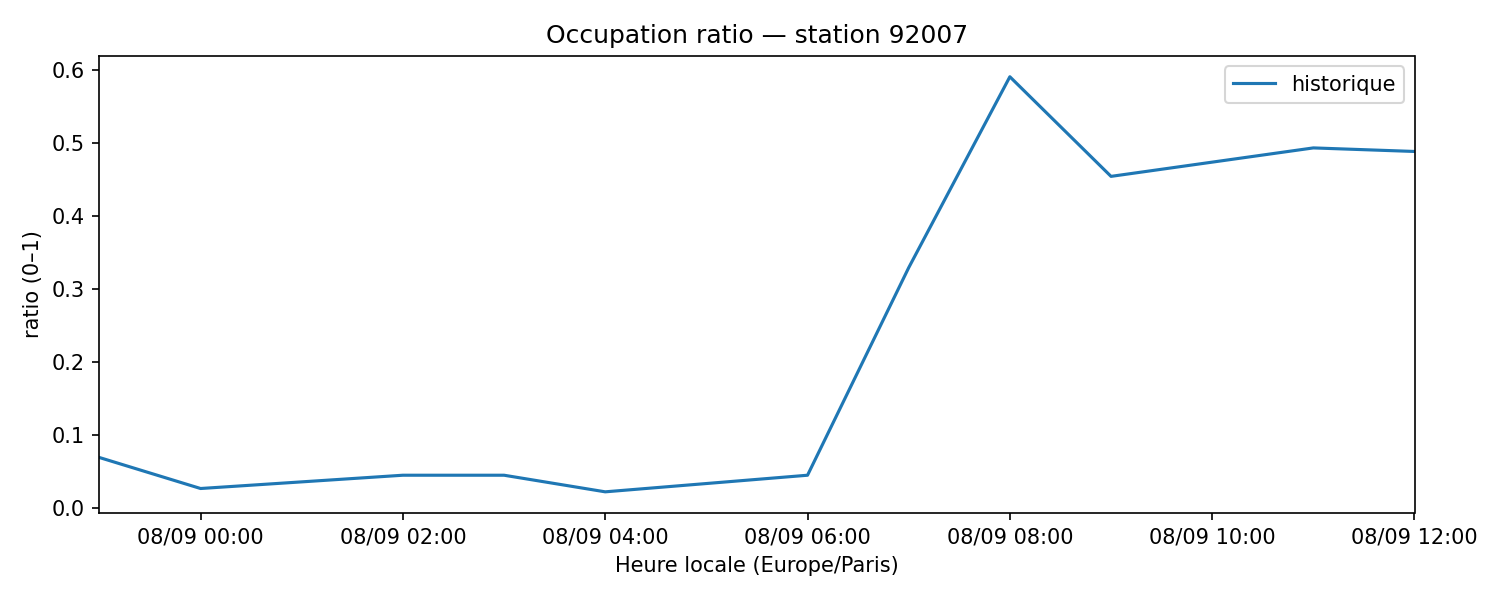 Occupation ratio — station 92007
historique
0.6
0.5
0.4
0.3
0.2
0.1
0.0
ratio (0–1)
08/09 00:00 08/09 02:00 08/09 04:00 08/09 06:00 08/09 08:00 08/09 10:00 08/09 12:00
Heure locale (Europe/Paris)